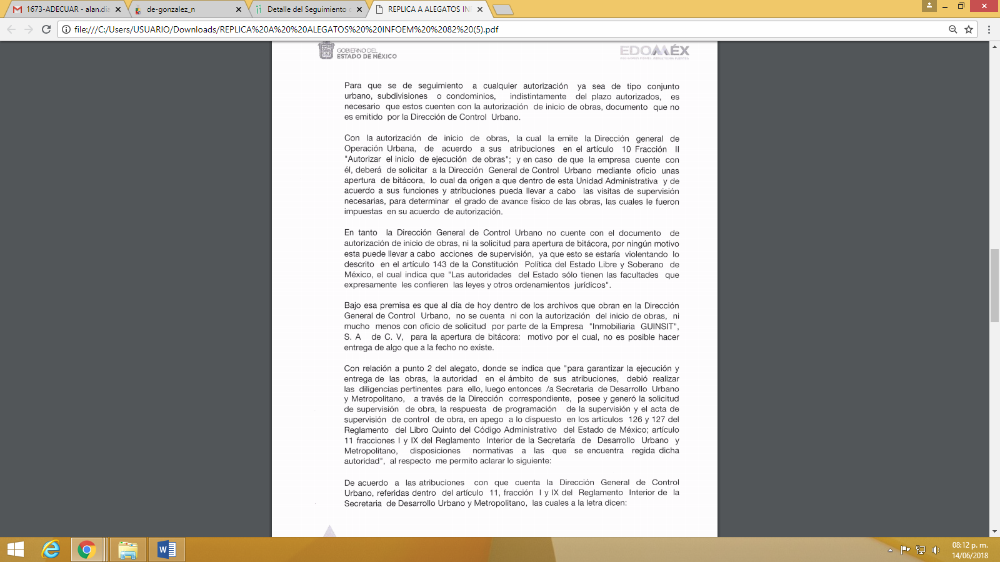 1673-ADECUAR - alan.dia
de-gonzalez_n
Detalle del Seguimiento
REPLICA A ALEGATOS IN
file:///C:/Users/USUARIO/Downloads/REPLICA%20A%20%20ALEGATOS%20%20INFOEM%20%2082%20(5).pdf
GOBIERNO DEL
ESTADO DE MÉXICO
EDOMÉX
Para que se de seguimiento a cualquier autorización ya sea de tipo conjunto
urbano, subdivisiones o condominios, indistintamente del plazo autorizados, es
necesario que estos cuenten con la autorización de inicio de obras, documento que no
es emitido por la Dirección de Control Urbano.
Con la autorización de inicio de obras, la cual la emite la Dirección general de
Operación Urbana, de acuerdo a sus atribuciones en el artículo 10 Fracción II
"Autorizar el inicio de ejecución de obras"; y en caso de que la empresa cuente con
él, deberá de solicitar a la Dirección General de Control Urbano mediante oficio unas
apertura de bitácora, lo cual da origen a que dentro de esta Unidad Administrativa y de
acuerdo a sus funciones y atribuciones pueda llevar a cabo las visitas de supervisión
necesarias, para determinar el grado de avance físico de las obras, las cuales le fueron
impuestas en su acuerdo de autorización.
En tanto la Dirección General de Control Urbano no cuente con el documento de
autorización de inicio de obras, ni la solicitud para apertura de bitácora, por ningún motivo
esta puede llevar a cabo acciones de supervisión, ya que esto se estaría violentando lo
descrito en el artículo 143 de la Constitución Política del Estado Libre y Soberano de
México, el cual indica que "Las autoridades del Estado sólo tienen las facultades que
expresamente les confieren las leyes y otros ordenamientos jurídicos".
Bajo esa premisa es que al día de hoy dentro de los archivos que obran en la Dirección
General de Control Urbano, no se cuenta ni con la autorización del inicio de obras, ni
mucho menos con oficio de solicitud por parte de la Empresa "Inmobiliaria GUINSIT",
S. A de C. V, para la apertura de bitácora: motivo por el cual, no es posible hacer
entrega de algo que a la fecho no existe.
Con relación a punto 2 del alegato, donde se indica que "para garantizar la ejecución y
entrega de las obras, la autoridad en el ámbito de sus atribuciones, debió realizar
las diligencias pertinentes para ello, luego entonces /a Secretaria de Desarrollo Urbano
y Metropolitano, a través de la Dirección correspondiente, posee y generó la solicitud
de supervisión de obra, la respuesta de programación de la supervisión y el acta de
supervisión de control de obra, en apego a lo dispuesto en los artículos 126 y 127 del
Reglamento del Libro Quinto del Código Administrativo del Estado de México; artículo
11 fracciones I y IX del Reglamento Interior de la Secretaría de Desarrollo Urbano y
Metropolitano, disposiciones normativas a las que se encuentra regida dicha
autoridad", al respecto me permito aclarar lo siguiente:
De acuerdo a las atribuciones con que cuenta la Dirección General de Control
Urbano, referidas dentro del artículo 11, fracción I y IX del Reglamento Interior de la
Secretaria de Desarrollo Urbano y Metropolitano, las cuales a la letra dicen:
08:12 p. m.
14/06/2018